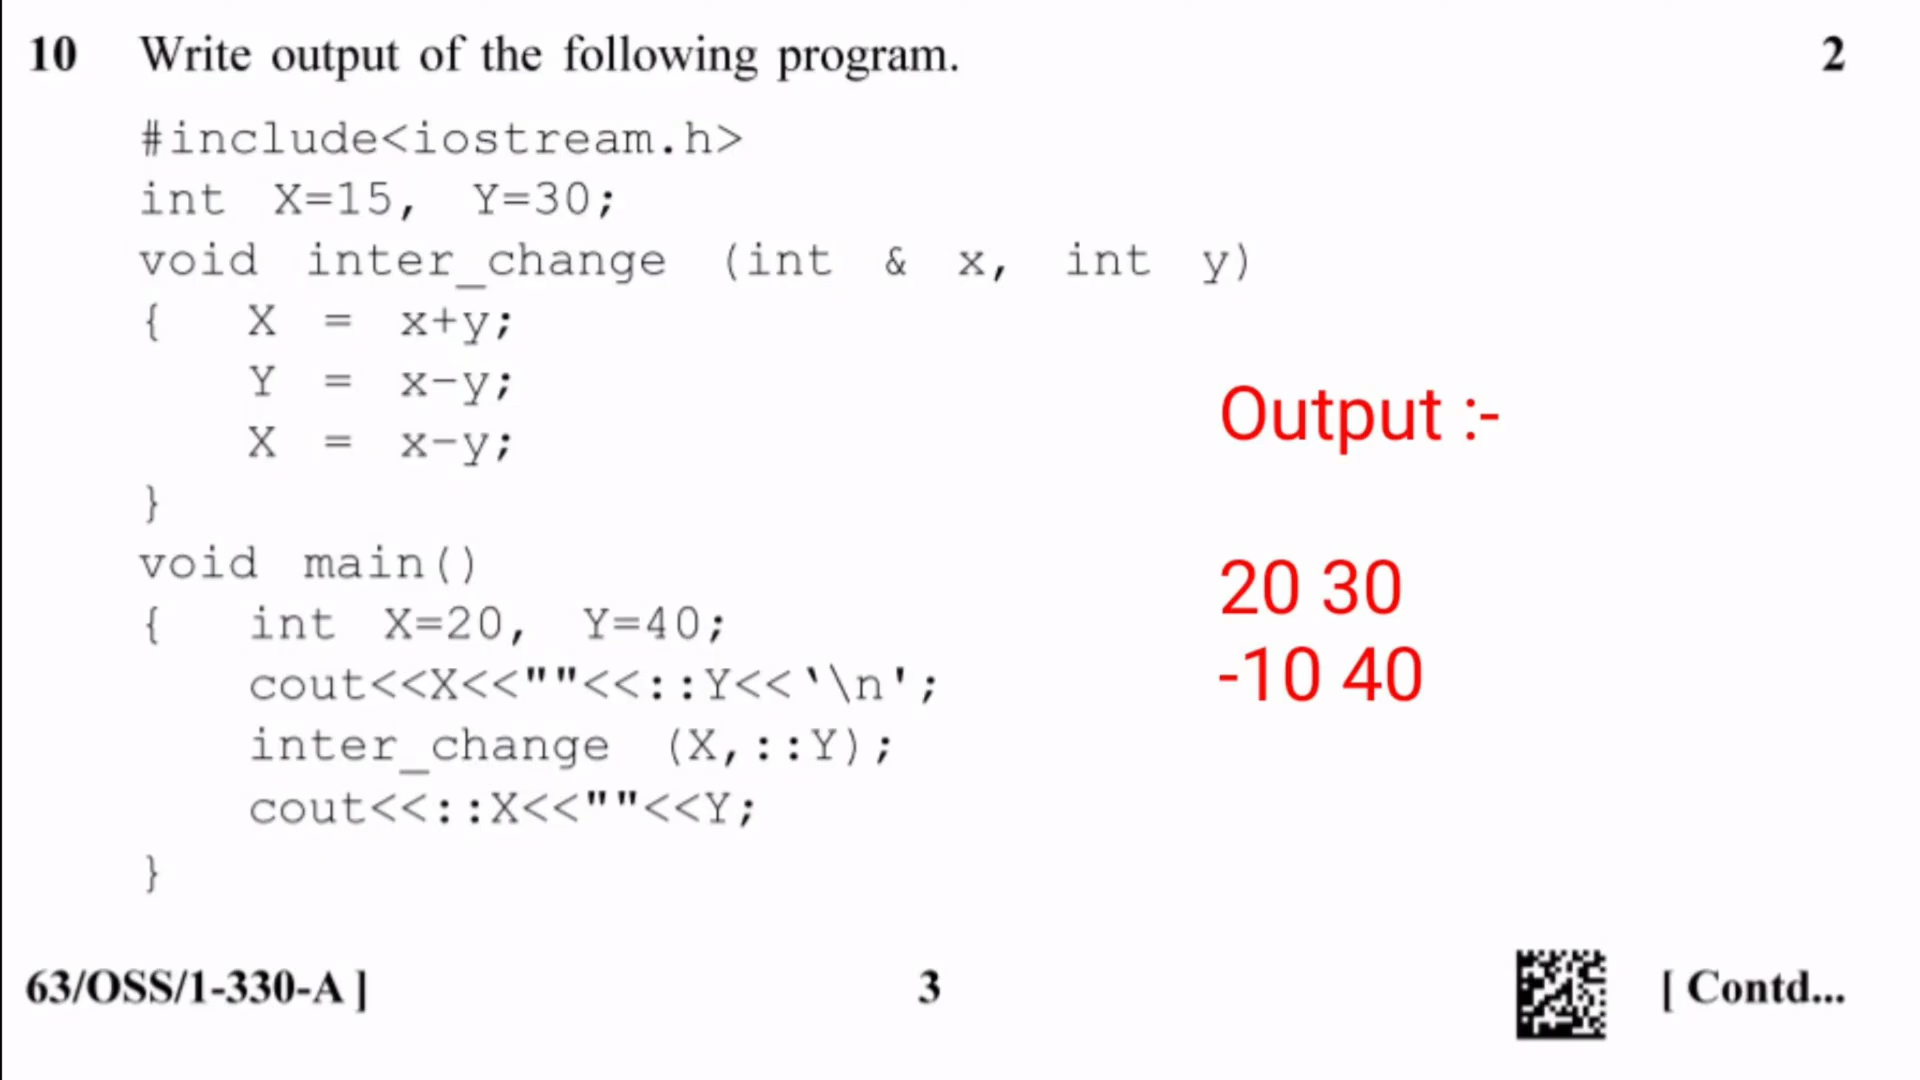 10 Write output of the following program. 2
#include<iostream.h>
int X=15, Y=30;
void inter_change (int & x, int y)
{ X = x+y;
Y = x-y;
X = x-y;
}
void main()
{ int X=20, Y=40;
cout<<X<<""<<::Y<<‵\n';
inter_change (X,::Y);
cout<<::X<<""<<Y;
}
Output :-
20 30
-10 40
63/OSS/1-330-A ] 3 [ Contd...